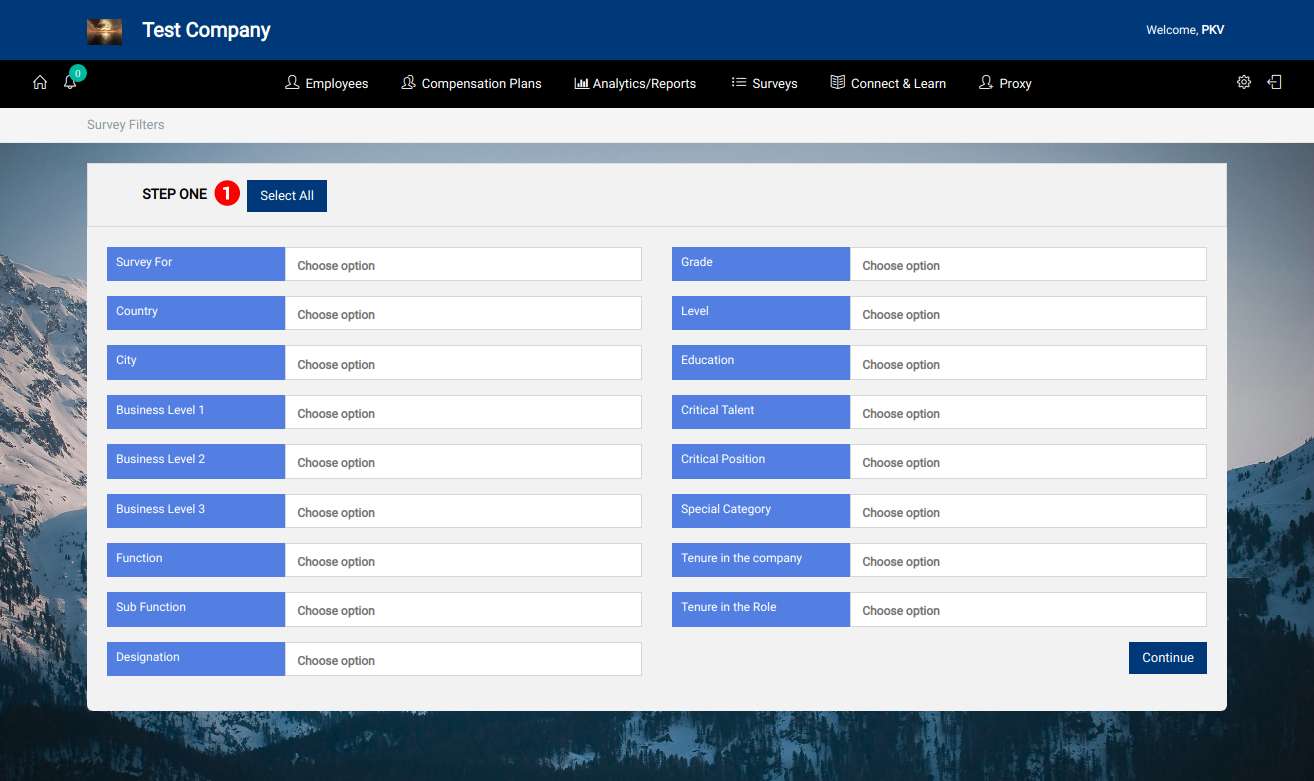 Test Company
Welcome, PKV
0
Employees
Compensation Plans
Analytics/Reports
Surveys
Connect & Learn
Proxy
Survey Filters
STEP ONE 1 Select All
Survey For Choose option
Grade Choose option
Country Choose option
Level Choose option
City Choose option
Education Choose option
Business Level 1 Choose option
Critical Talent Choose option
Business Level 2 Choose option
Critical Position Choose option
Business Level 3 Choose option
Special Category Choose option
Function Choose option
Tenure in the company Choose option
Sub Function Choose option
Tenure in the Role Choose option
Designation Choose option
Continue